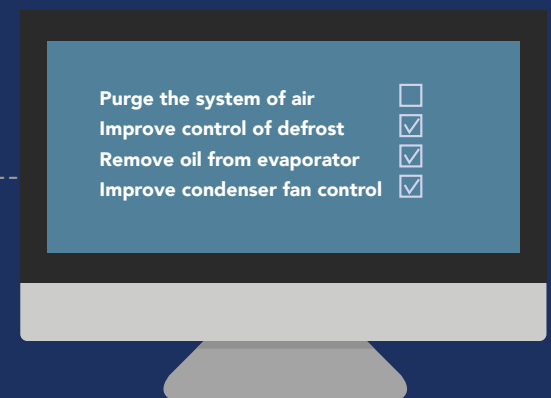 Purge the system of air
Improve control of defrost
Remove oil from evaporator
Improve condenser fan control